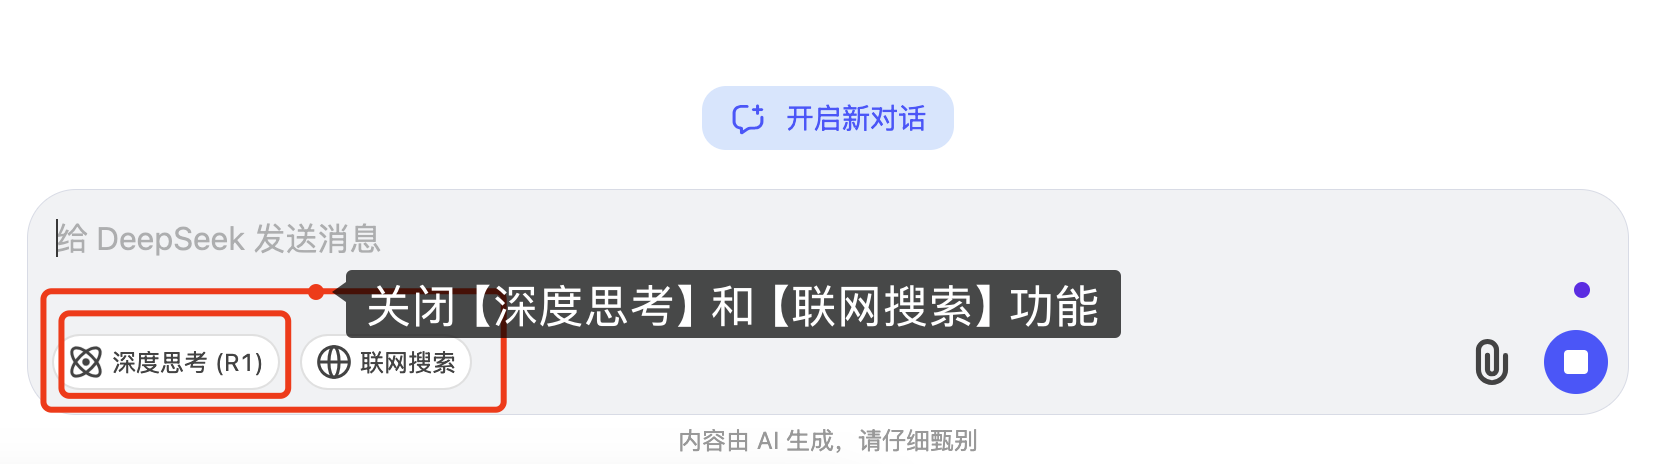 开启新对话
给 DeepSeek 发送消息
关闭【深度思考】和【联网搜索】功能
深度思考 (R1)
联网搜索
内容由 AI 生成，请仔细甄别